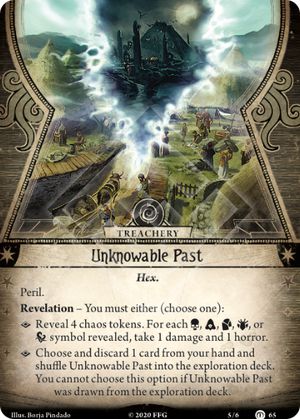 TREACHERY
Unknowable Past
Hex.
Peril.
Revelation – You must either (choose one):
Reveal 4 chaos tokens. For each , , , , or
symbol revealed, take 1 damage and 1 horror.
Choose and discard 1 card from your hand and
shuffle Unknowable Past into the exploration deck.
You cannot choose this option if Unknowable Past
was drawn from the exploration deck.
Illus. Borja Pindado © 2020 FFG 5/6 65